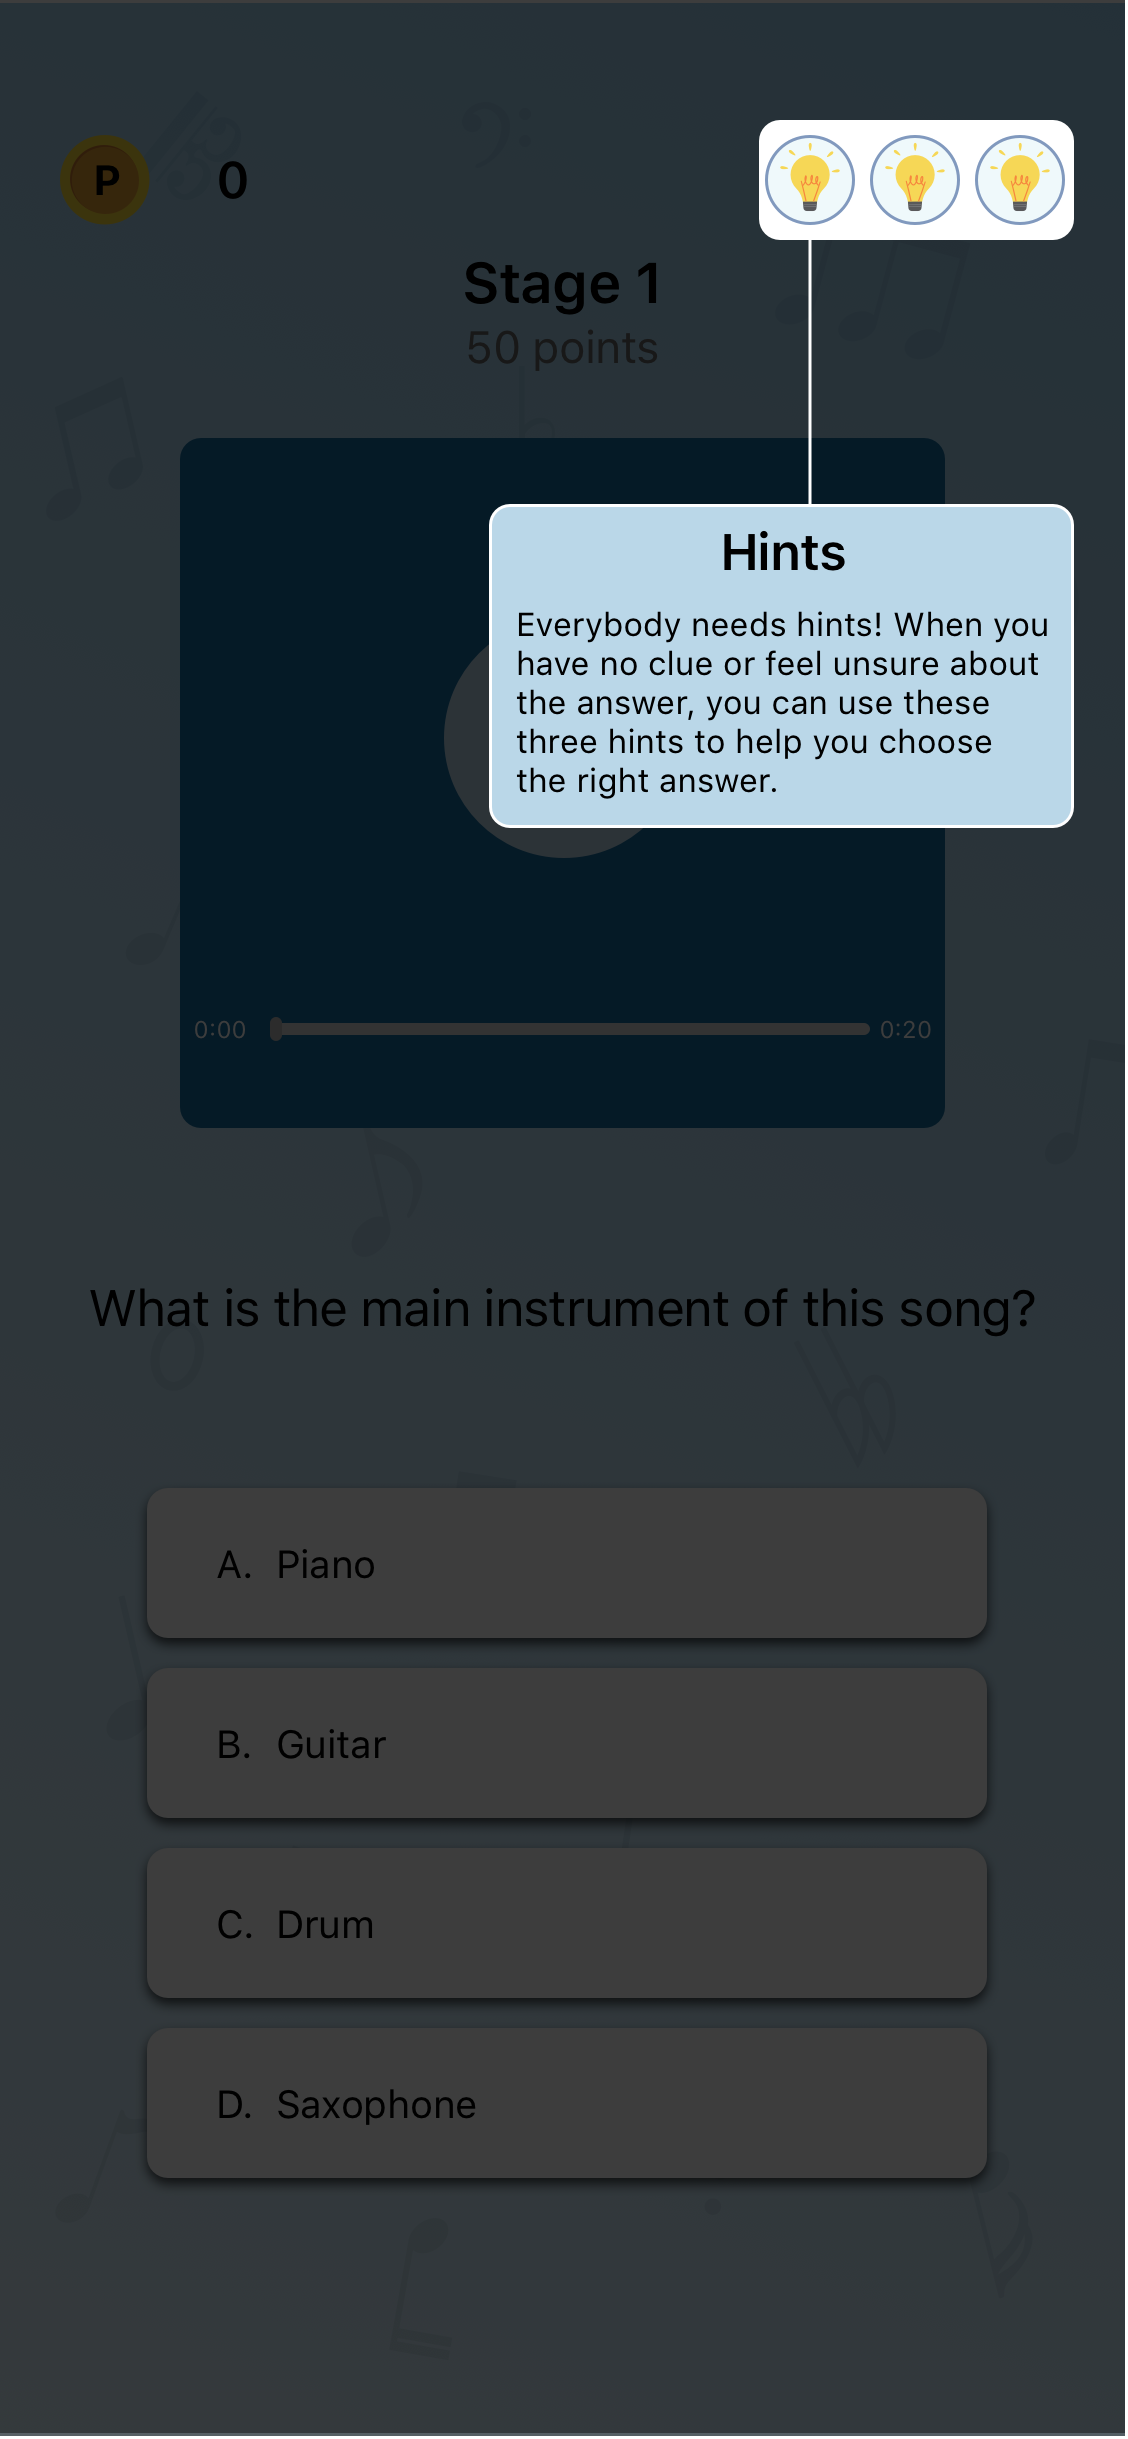 P 0
Stage 1
50 points
Hints
Everybody needs hints! When you
have no clue or feel unsure about
the answer, you can use these
three hints to help you choose
the right answer.
0:00 0:20
What is the main instrument of this song?
A. Piano
B. Guitar
C. Drum
D. Saxophone